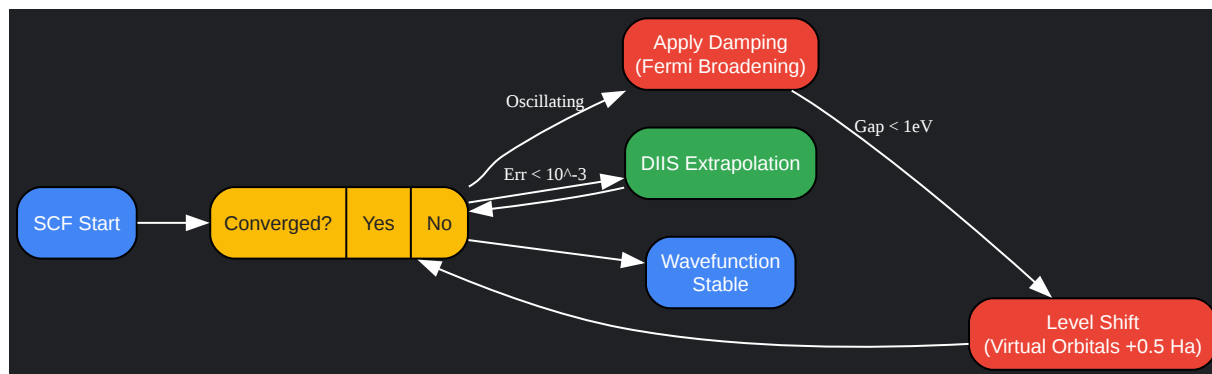 Apply Damping
(Fermi Broadening)
Oscillating
Gap < 1eV
DIIS Extrapolation
Err < 10^-3
SCF Start
Converged?
Yes
No
Wavefunction
Stable
Level Shift
(Virtual Orbitals +0.5 Ha)